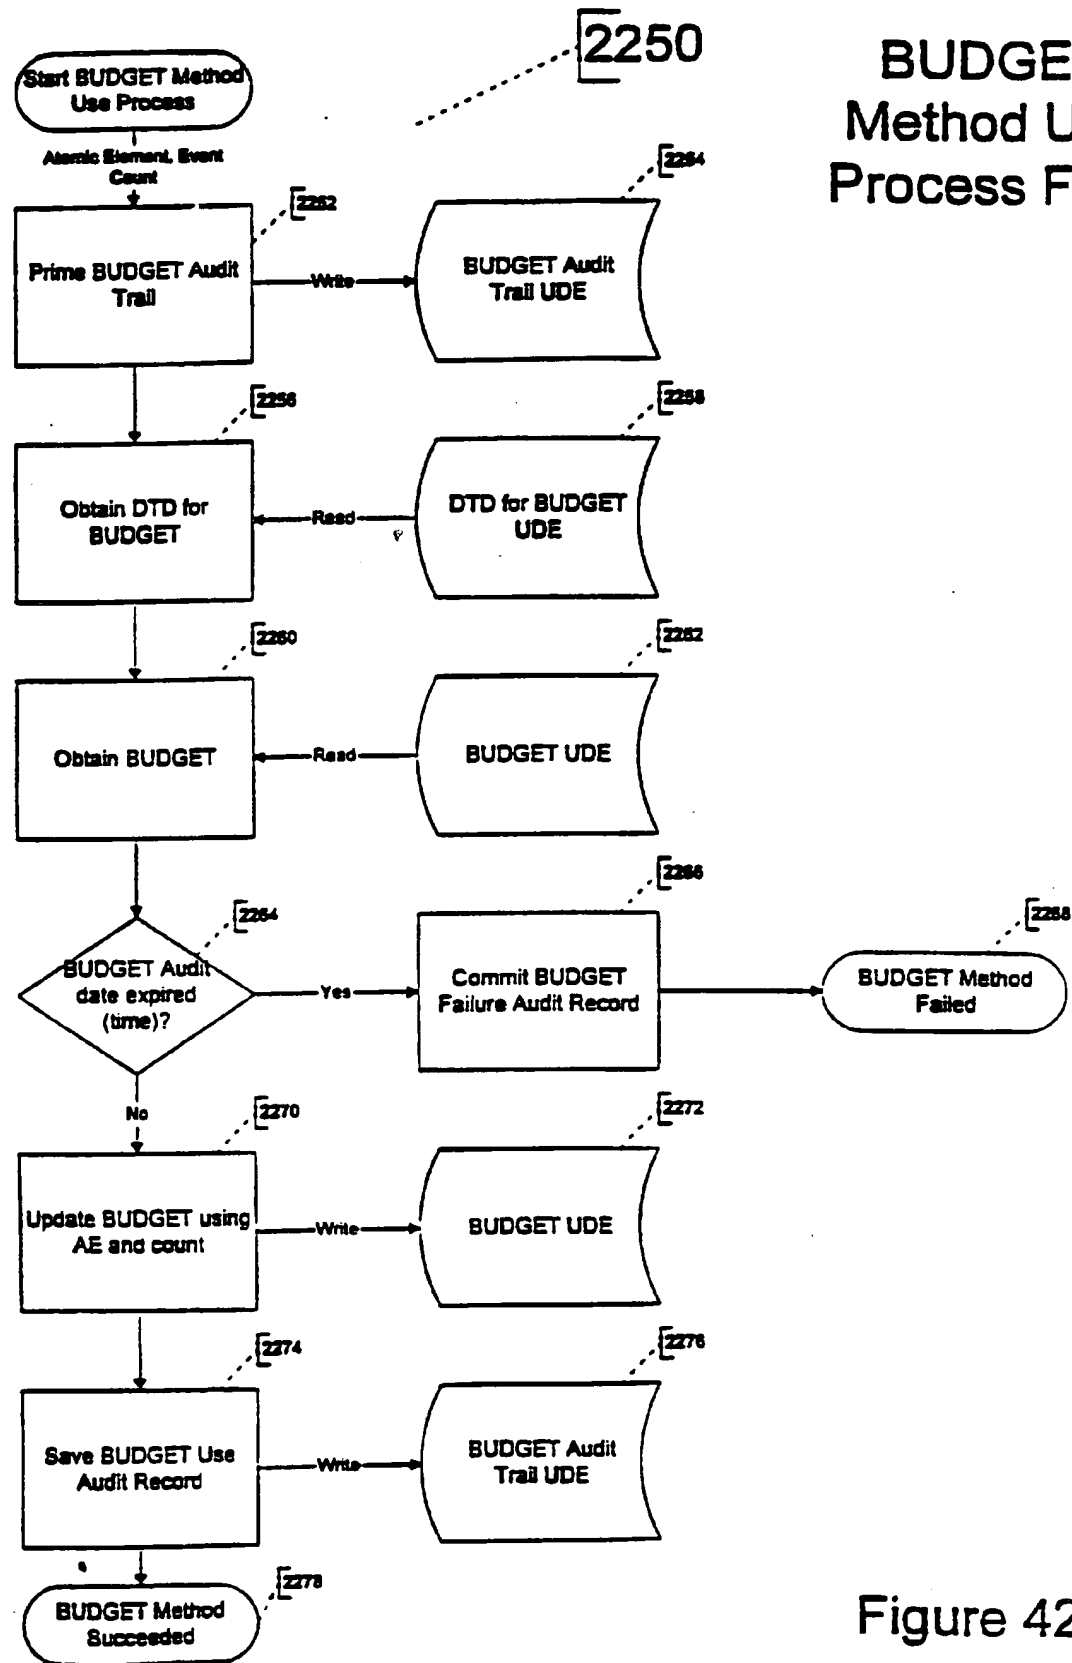 2250
BUDGE
Method U
Process F
Start BUDGET Method
Use Process
Atomic Element, Event
Count
2252
2254
Prime BUDGET Audit
Trail
Write
BUDGET Audit
Trail UDE
2256
2258
Obtain DTD for
BUDGET
Read
DTD for BUDGET
UDE
2260
2262
Obtain BUDGET
Read
BUDGET UDE
2264
2266
2268
BUDGET Audit
date expired
(time)?
Yes
Commit BUDGET
Failure Audit Record
BUDGET Method
Failed
No
2270
2272
Update BUDGET using
AE and count
Write
BUDGET UDE
2274
2276
Save BUDGET Use
Audit Record
Write
BUDGET Audit
Trail UDE
2278
BUDGET Method
Succeeded
Figure 42